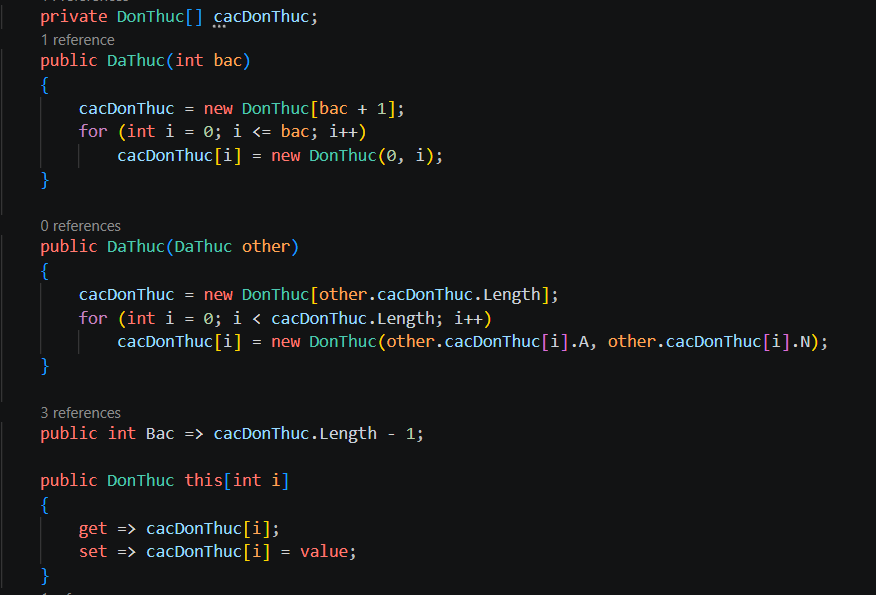 private DonThuc[] cacDonThuc;
1 reference
public DaThuc(int bac)
{
cacDonThuc = new DonThuc[bac + 1];
for (int i = 0; i <= bac; i++)
cacDonThuc[i] = new DonThuc(0, i);
}
0 references
public DaThuc(DaThuc other)
{
cacDonThuc = new DonThuc[other.cacDonThuc.Length];
for (int i = 0; i < cacDonThuc.Length; i++)
cacDonThuc[i] = new DonThuc(other.cacDonThuc[i].A, other.cacDonThuc[i].N);
}
3 references
public int Bac => cacDonThuc.Length - 1;
public DonThuc this[int i]
{
get => cacDonThuc[i];
set => cacDonThuc[i] = value;
}